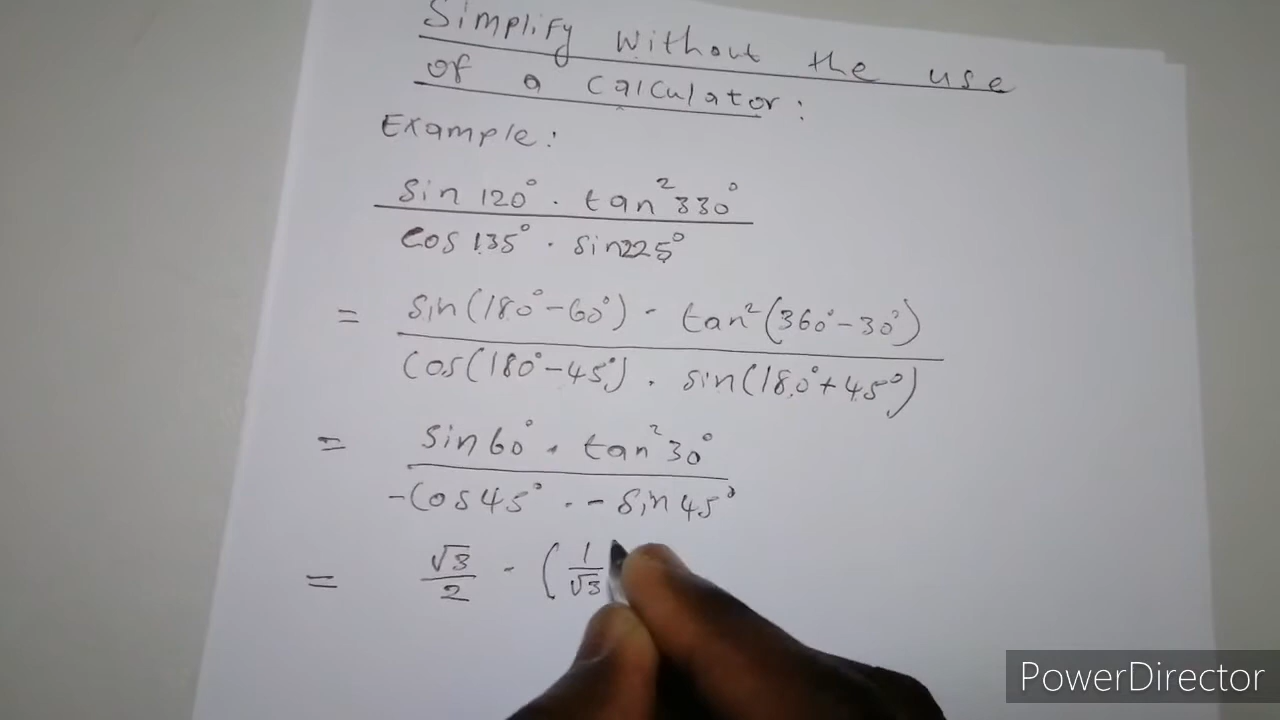 Simplify without the use
of a calculator:
Example:
sin 120° · tan² 330°
cos 135° · sin 225°
= sin(180° - 60°) · tan²(360° - 30°)
cos(180° - 45°) · sin(180° + 45°)
= sin 60° · tan² 30°
-cos 45° · - sin 45°
= √3/2 · (1/√3
PowerDirector